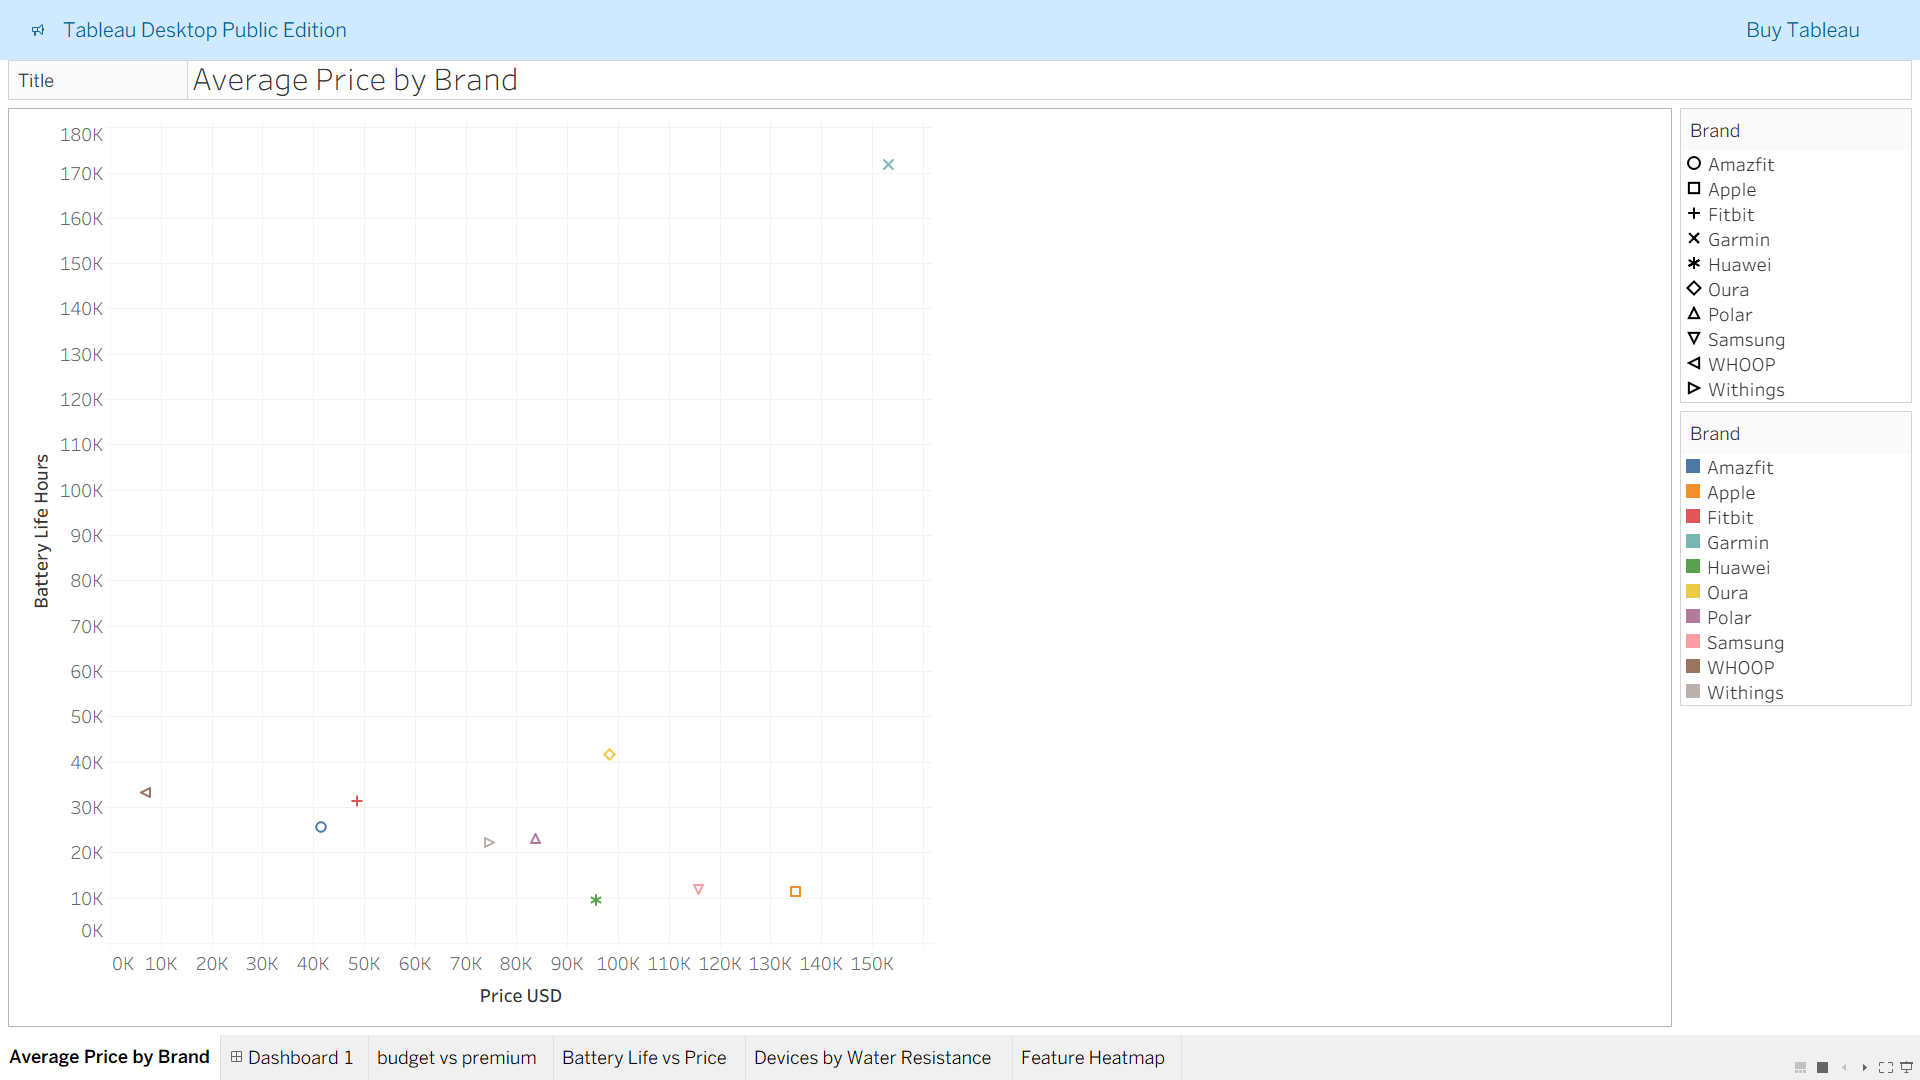 Tableau Desktop Public Edition
Buy Tableau
Title
Average Price by Brand
180K
170K
160K
150K
140K
130K
120K
110K
100K
90K
80K
70K
60K
50K
40K
30K
20K
10K
0K
Battery Life Hours
0K 10K 20K 30K 40K 50K 60K 70K 80K 90K 100K 110K 120K 130K 140K 150K
Price USD
Brand
Amazfit
Apple
Fitbit
Garmin
Huawei
Oura
Polar
Samsung
WHOOP
Withings
Brand
Amazfit
Apple
Fitbit
Garmin
Huawei
Oura
Polar
Samsung
WHOOP
Withings
Average Price by Brand Dashboard 1 budget vs premium Battery Life vs Price Devices by Water Resistance Feature Heatmap